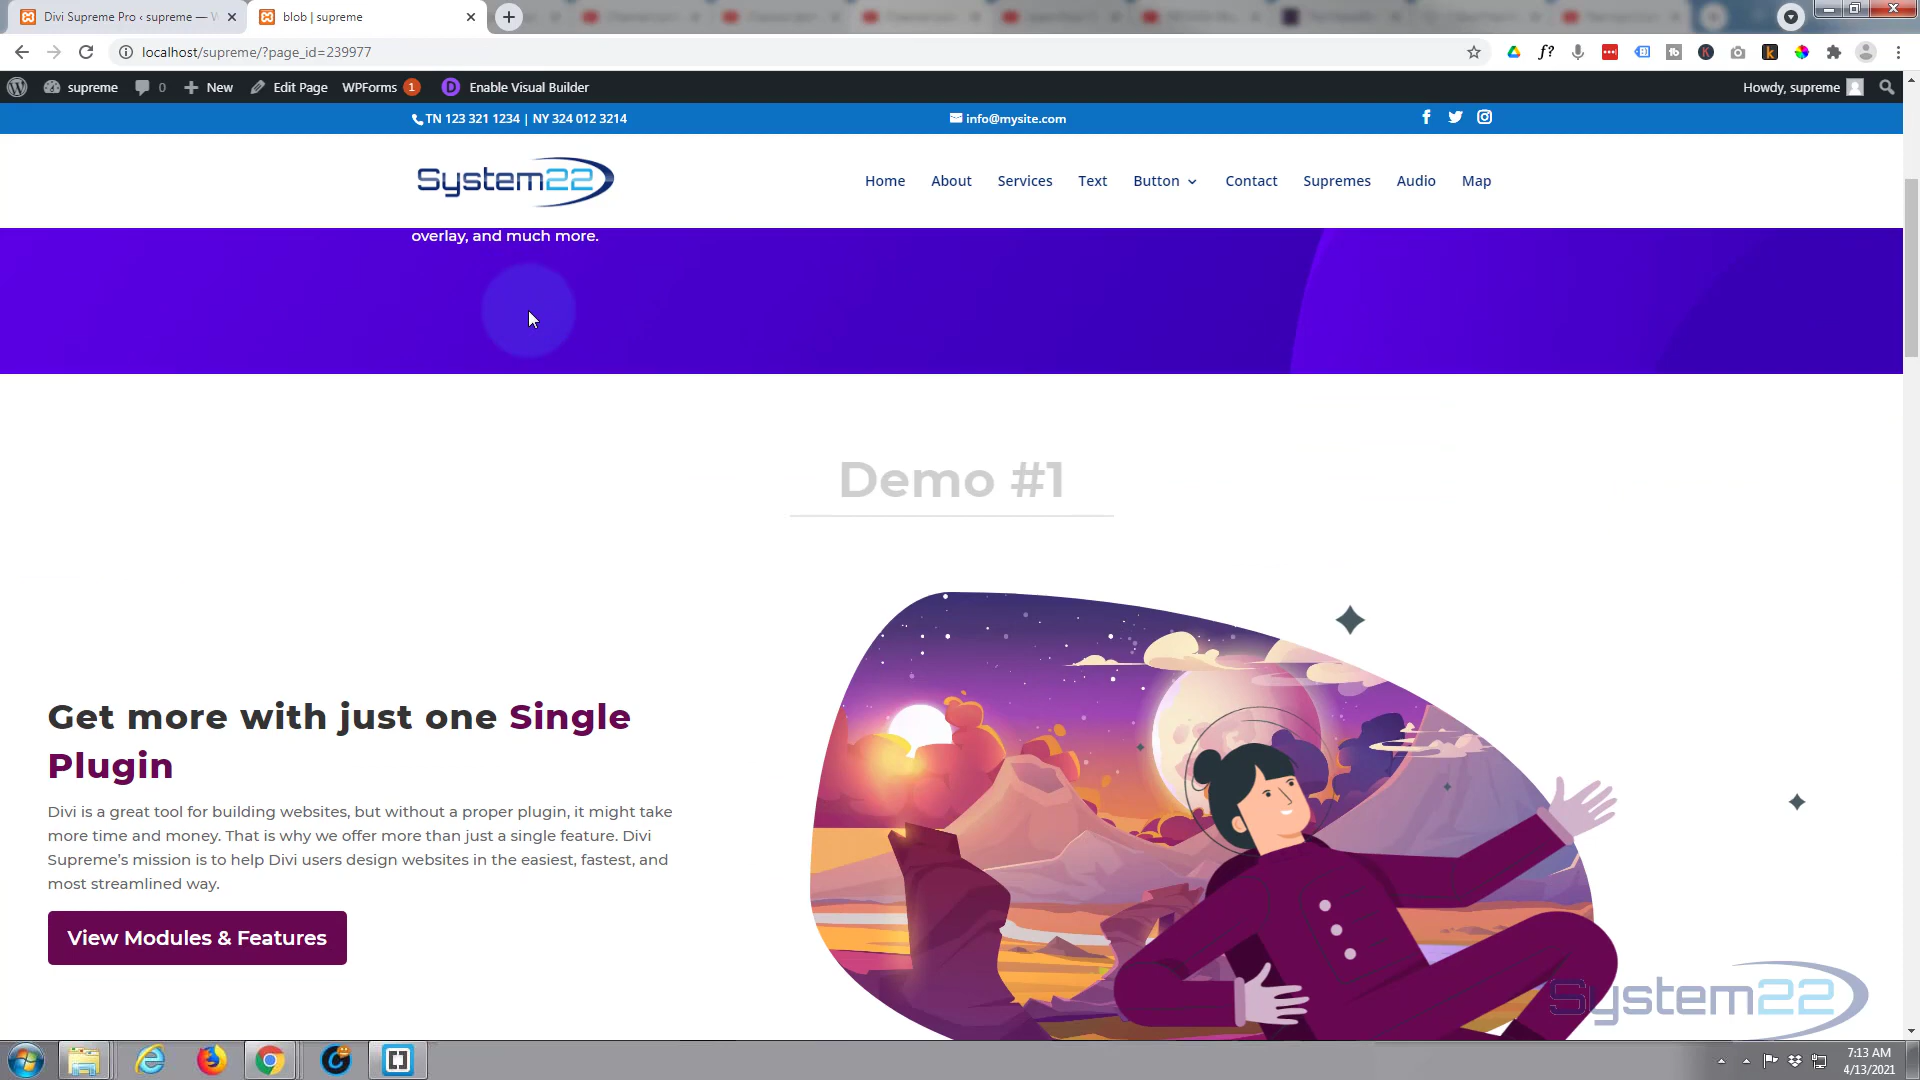 Divi Supreme Pro ‹ supreme — W
blob | supreme
localhost/supreme/?page_id=239977
supreme 0 New Edit Page WPForms 1 D Enable Visual Builder Howdy, supreme
TN 123 321 1234 | NY 324 012 3214 info@mysite.com
System22 Home About Services Text Button Contact Supremes Audio Map
overlay, and much more.
Demo #1
Get more with just one Single
Plugin
Divi is a great tool for building websites, but without a proper plugin, it might take
more time and money. That is why we offer more than just a single feature. Divi
Supreme’s mission is to help Divi users design websites in the easiest, fastest, and
most streamlined way.
View Modules & Features
System22
7:13 AM
4/13/2021